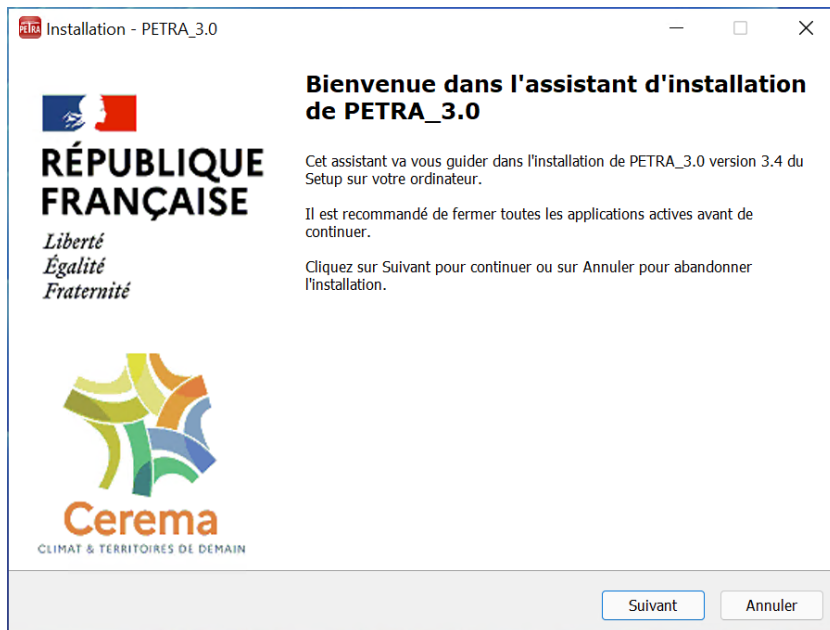 PETRA
Installation - PETRA_3.0
Bienvenue dans l'assistant d'installation
de PETRA_3.0
RÉPUBLIQUE
FRANÇAISE
Liberté
Égalité
Fraternité
Cet assistant va vous guider dans l'installation de PETRA_3.0 version 3.4 du
Setup sur votre ordinateur.
Il est recommandé de fermer toutes les applications actives avant de
continuer.
Cliquez sur Suivant pour continuer ou sur Annuler pour abandonner
l'installation.
Cerema
CLIMAT & TERRITOIRES DE DEMAIN
Suivant
Annuler